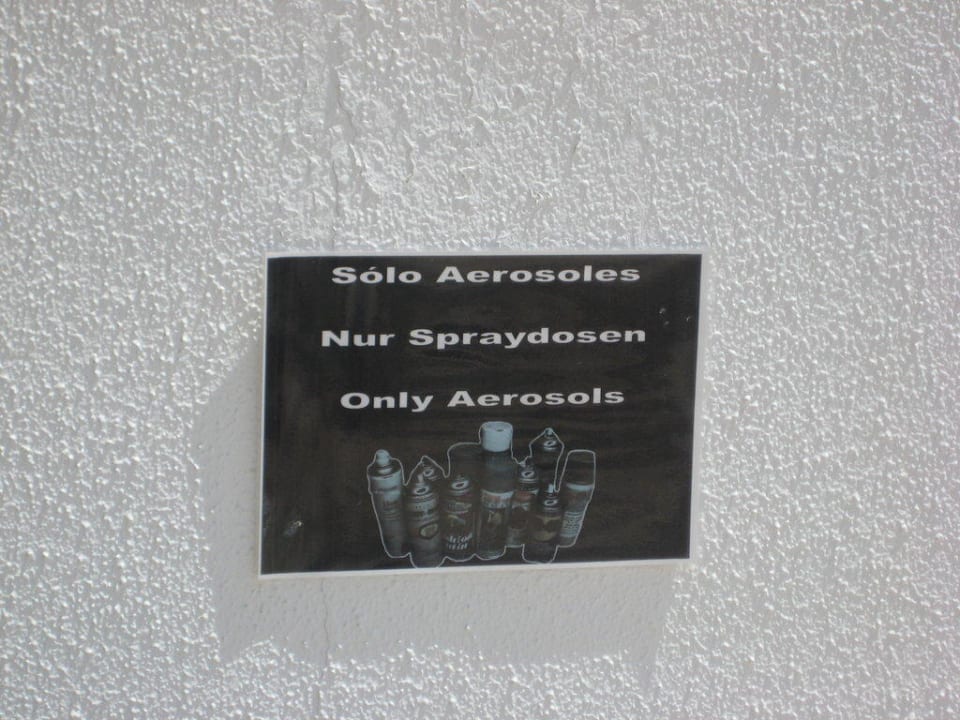 Sólo Aerosoles
Nur Spraydosen
Only Aerosols